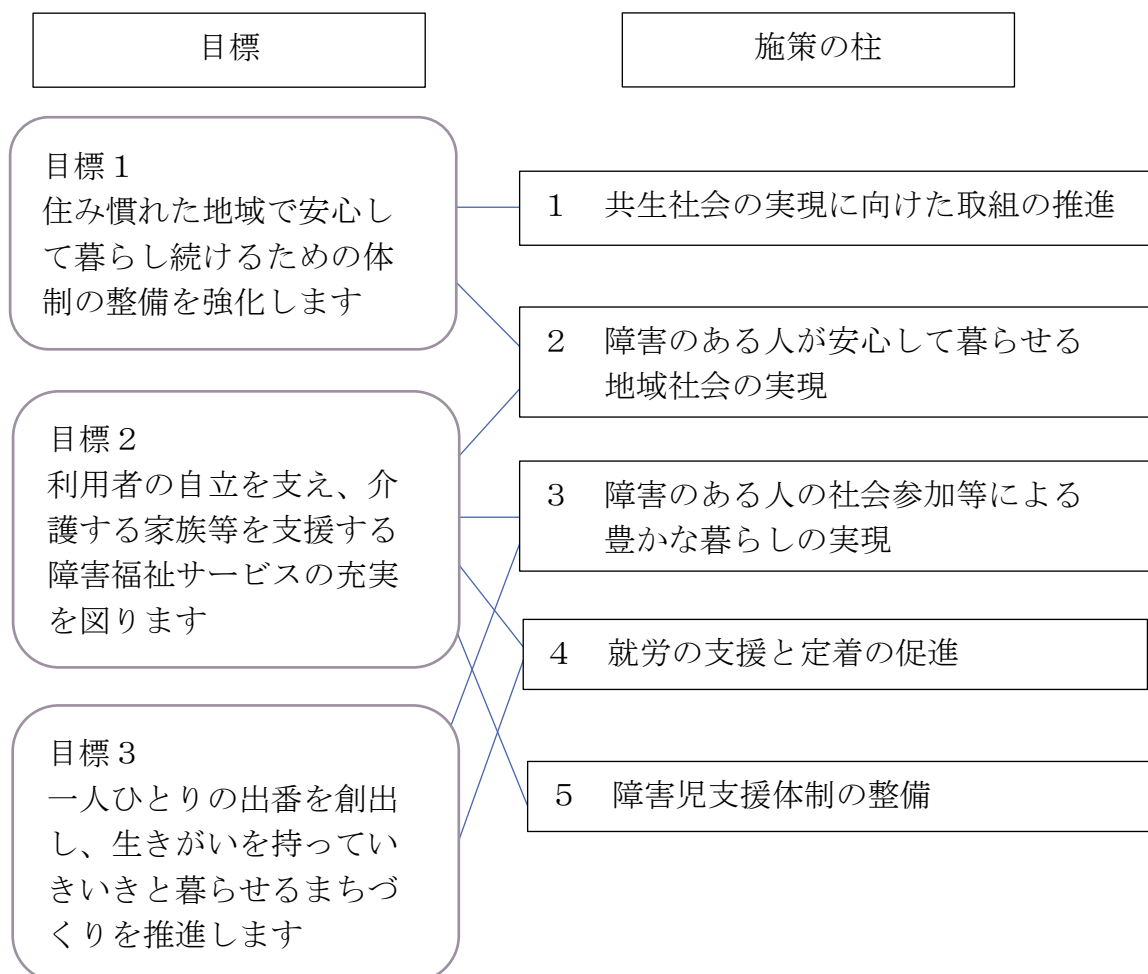 目標
施策の柱
目標１
住み慣れた地域で安心し
て暮らし続けるための体
制の整備を強化します
目標２
利用者の自立を支え、介
護する家族等を支援する
障害福祉サービスの充実
を図ります
目標３
一人ひとりの出番を創出
し、生きがいを持ってい
きいきと暮らせるまちづ
くりを推進します
１　共生社会の実現に向けた取組の推進
２　障害のある人が安心して暮らせる
地域社会の実現
３　障害のある人の社会参加等による
豊かな暮らしの実現
４　就労の支援と定着の促進
５　障害児支援体制の整備